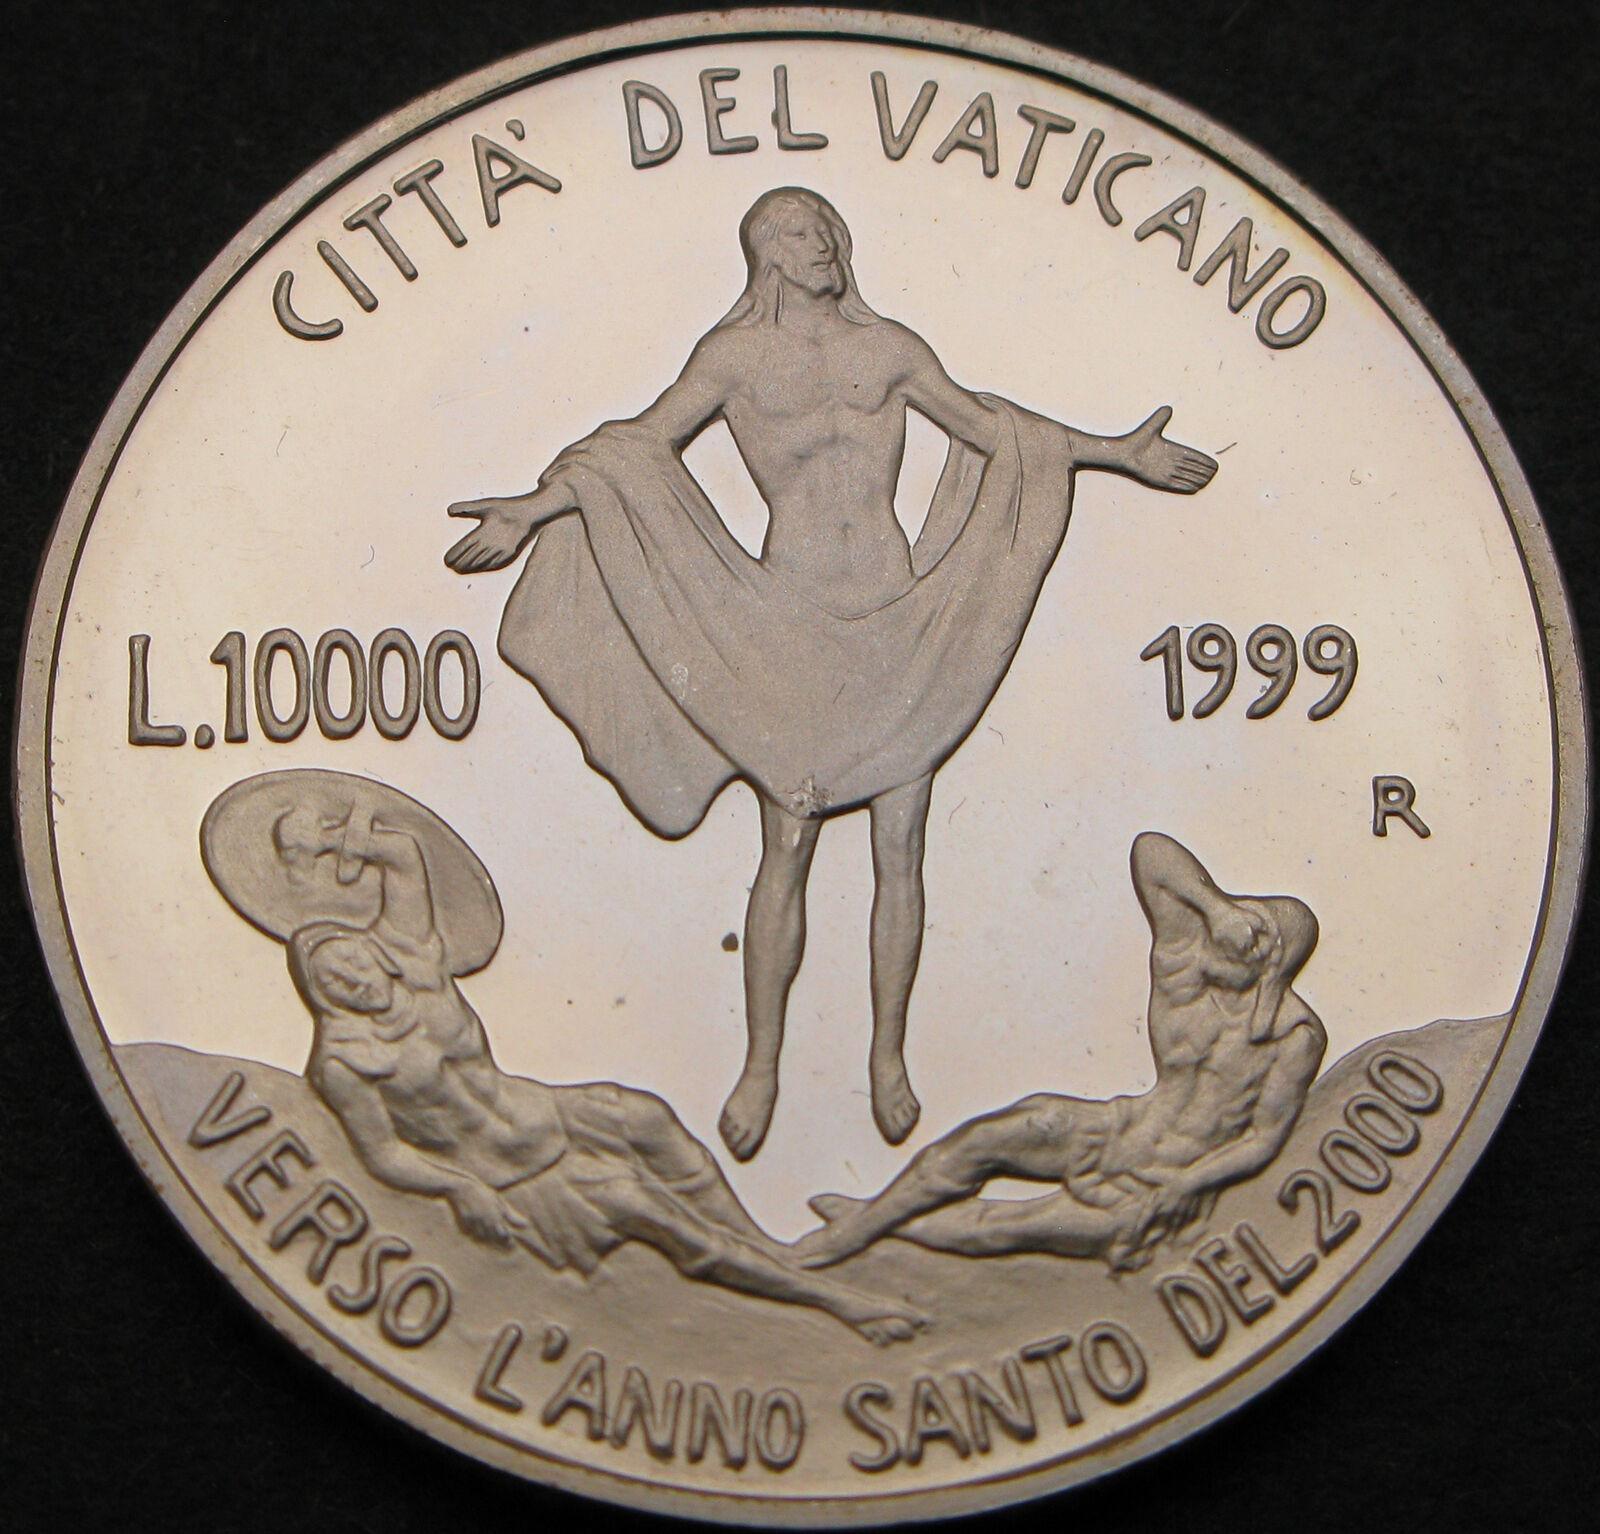 CITTA' DEL VATICANO
L.10000
1999
R
VERSO L'ANNO SANTO DEL 2000